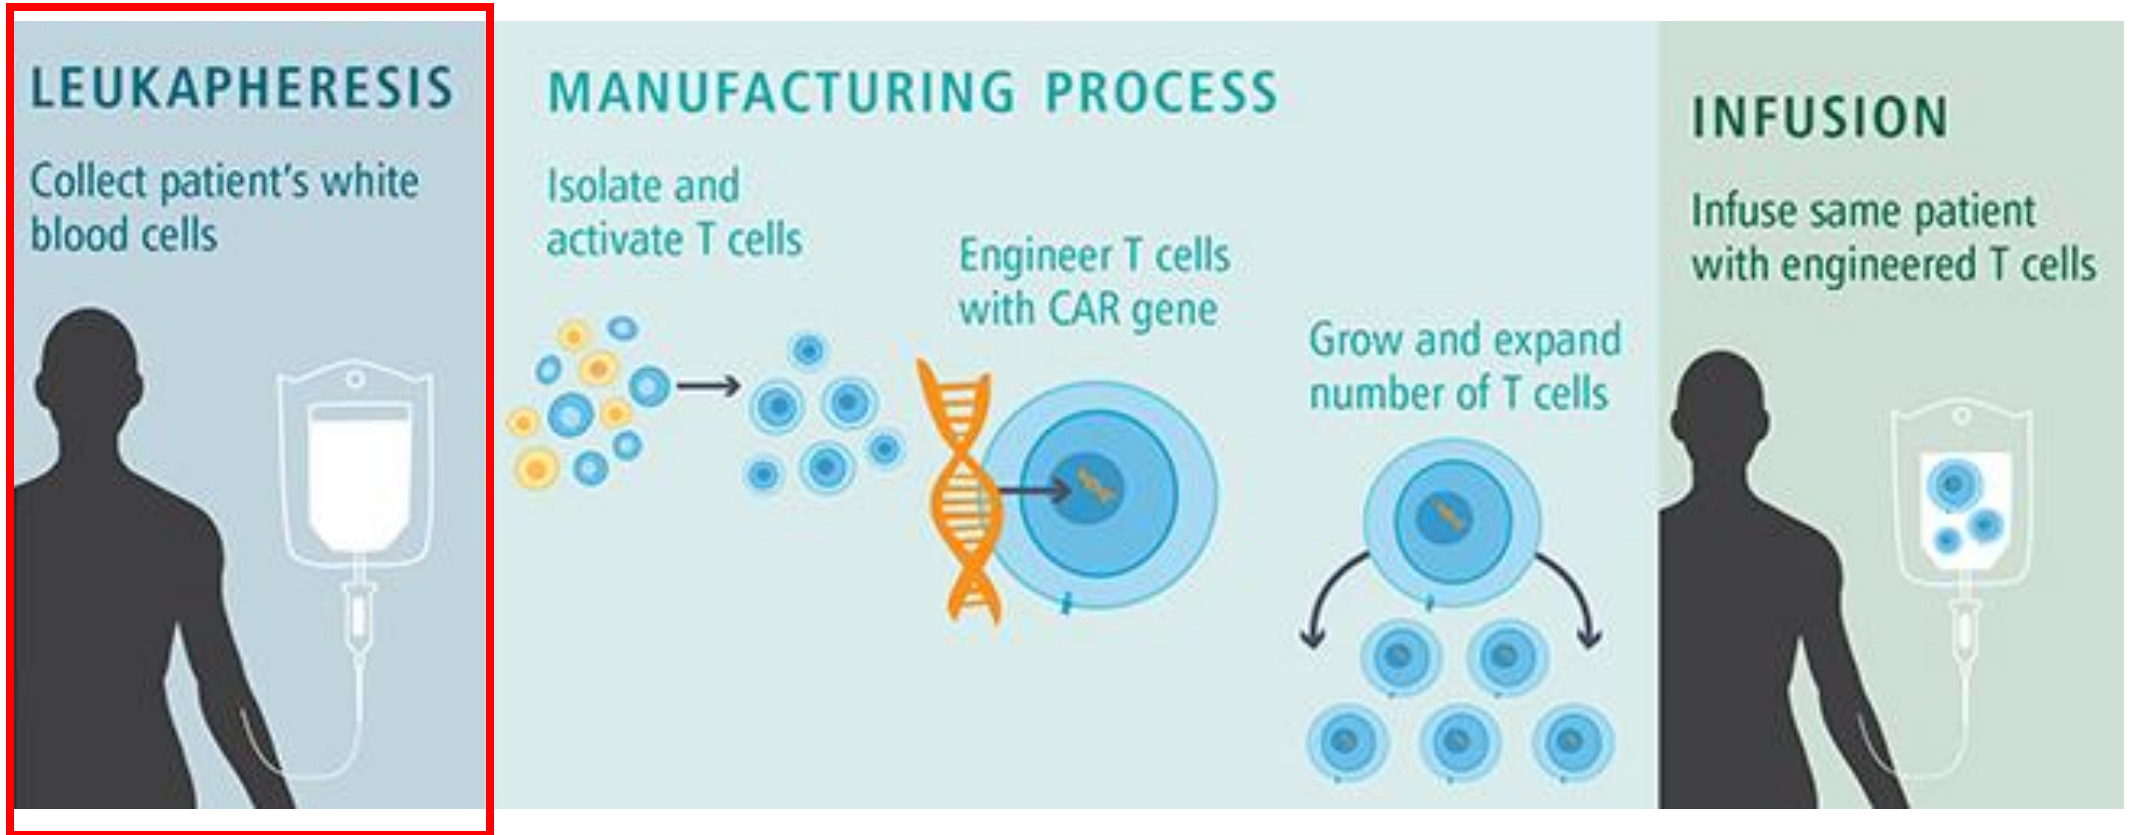 LEUKAPHERESIS
Collect patient's white
blood cells
MANUFACTURING PROCESS
Isolate and
activate T cells
Engineer T cells
with CAR gene
Grow and expand
number of T cells
INFUSION
Infuse same patient
with engineered T cells